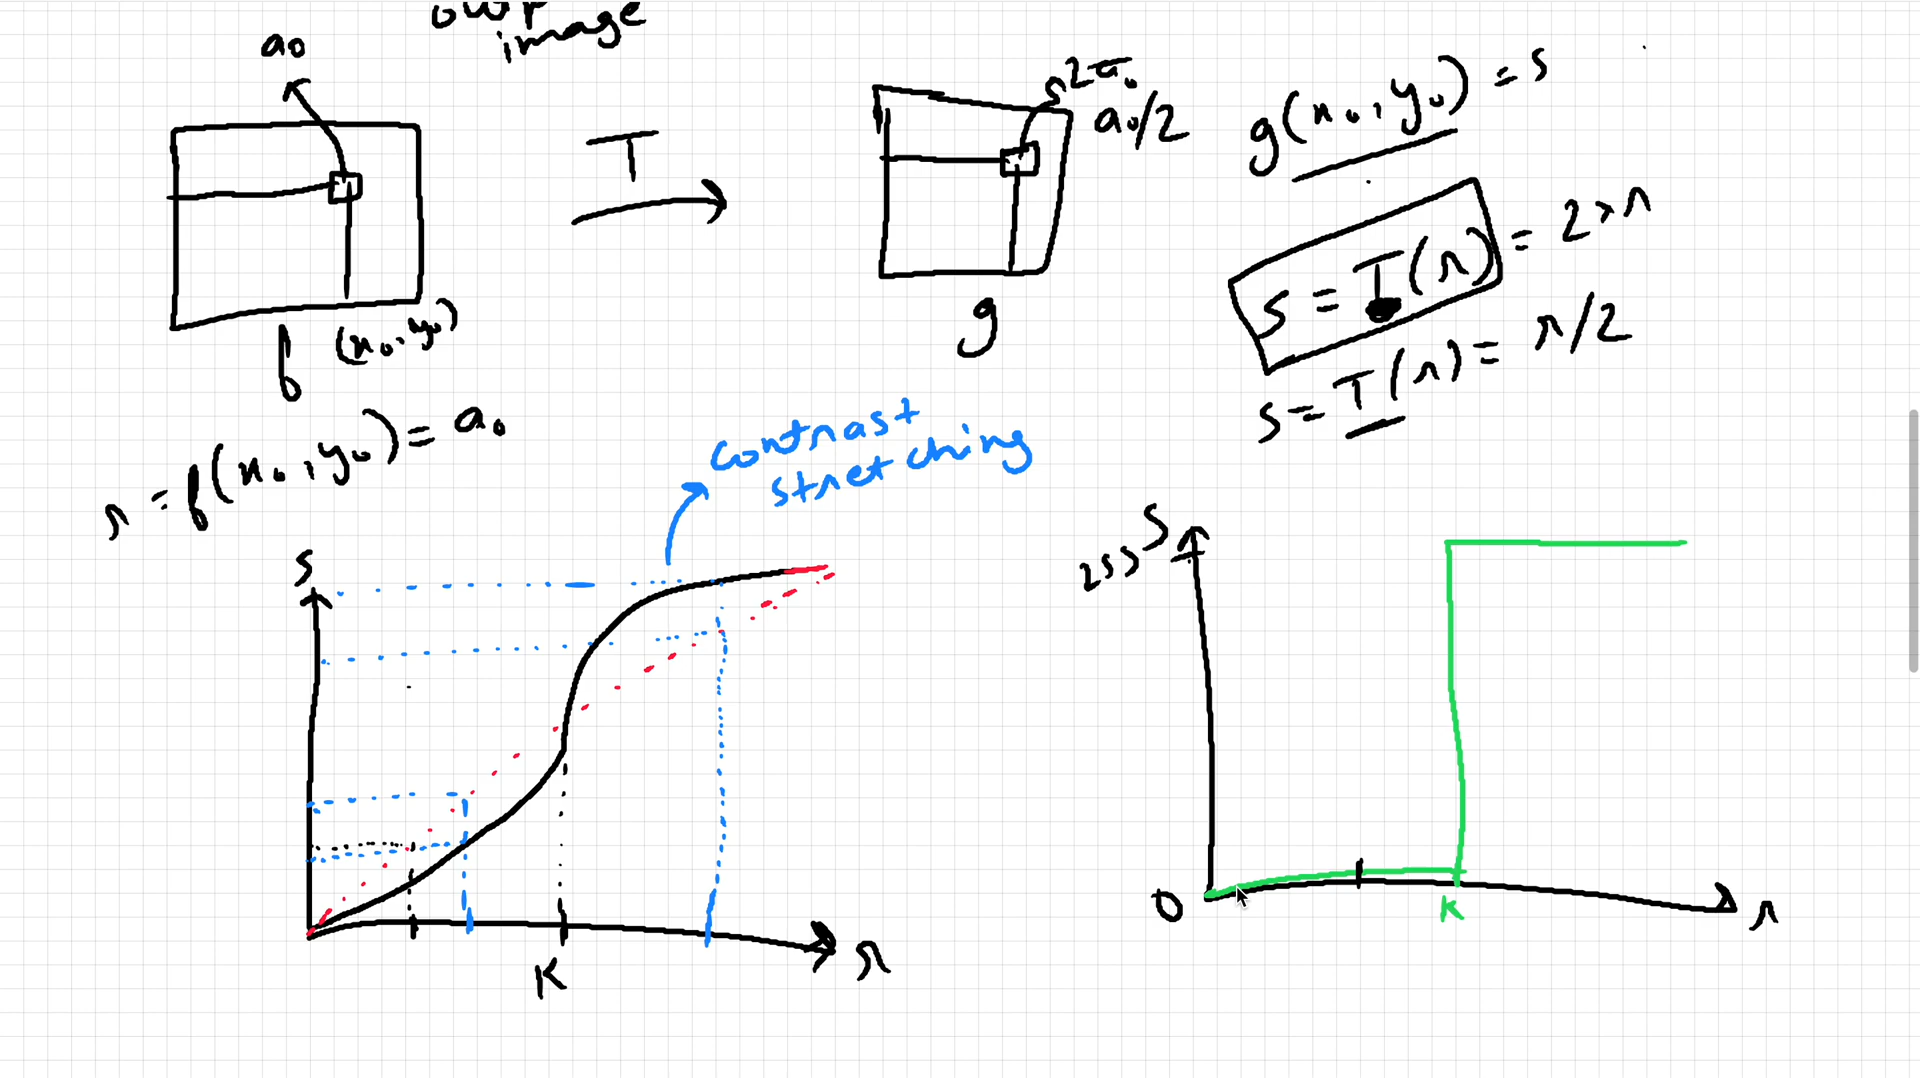 image
a₀
T
2a₀
a₀/2
g(x₀,y₀) = s
s = T(r) = 2×r
s = T(r) = r/2
f
(x₀,y₀)
g
r = f(x₀,y₀) = a₀
contrast
stretching
s
K
r
255
S
0
K
r